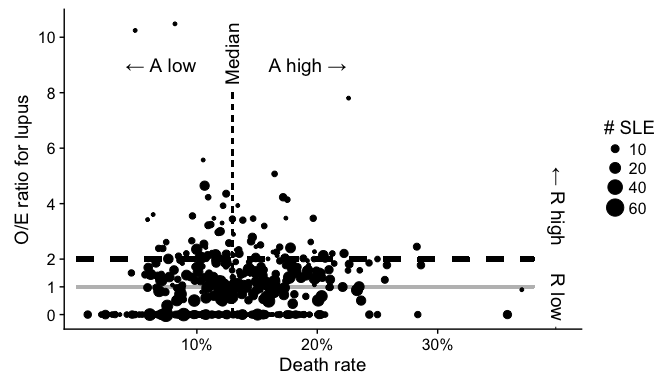 O/E ratio for lupus
10
8
6
4
2
1
0
← A low
Median
A high →
10%
20%
30%
Death rate
← R high
R low
# SLE
10
20
40
60